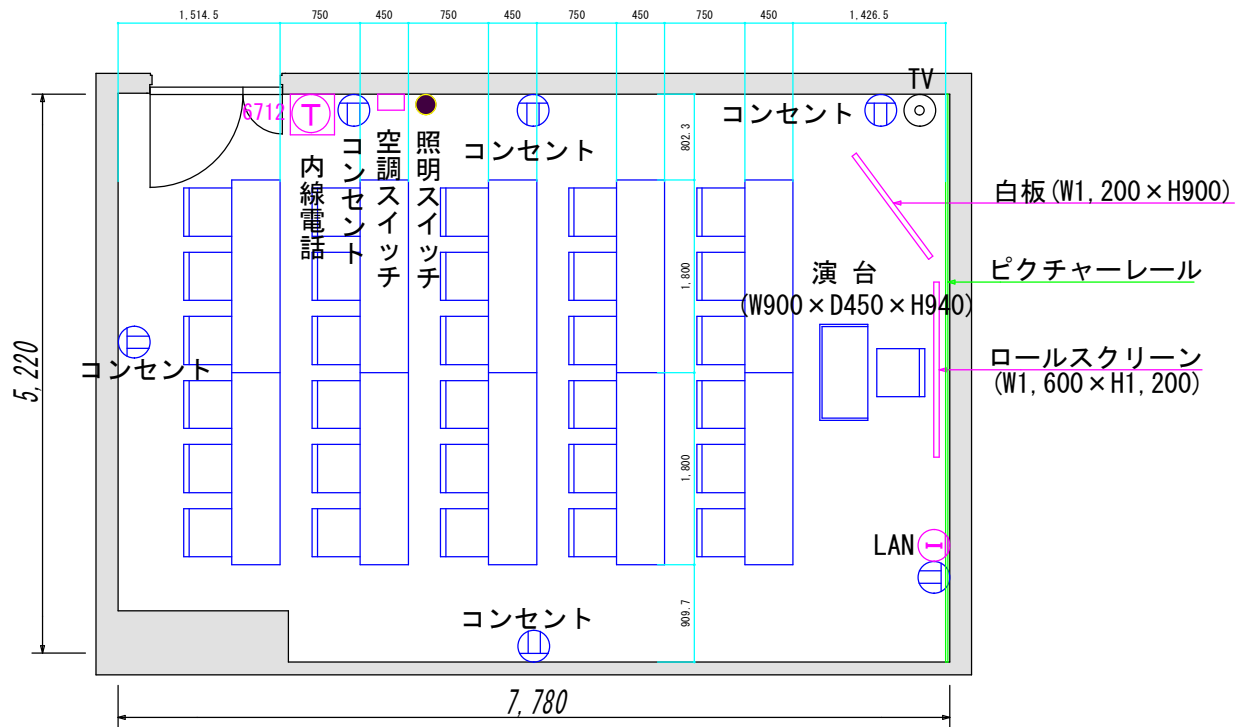 1,514.5
750
450
750
450
750
450
750
450
1,426.5
TV
6712
T
コンセント
コンセント
802.3
照明スイッチ
空調スイッチ
コンセント
内線電話
白板(W1,200×H900)
演 台
(W900×D450×H940)
ピクチャーレール
1,800
コンセント
ロールスクリーン
(W1,600×H1,200)
5,220
1,800
LAN
コンセント
909.7
7,780